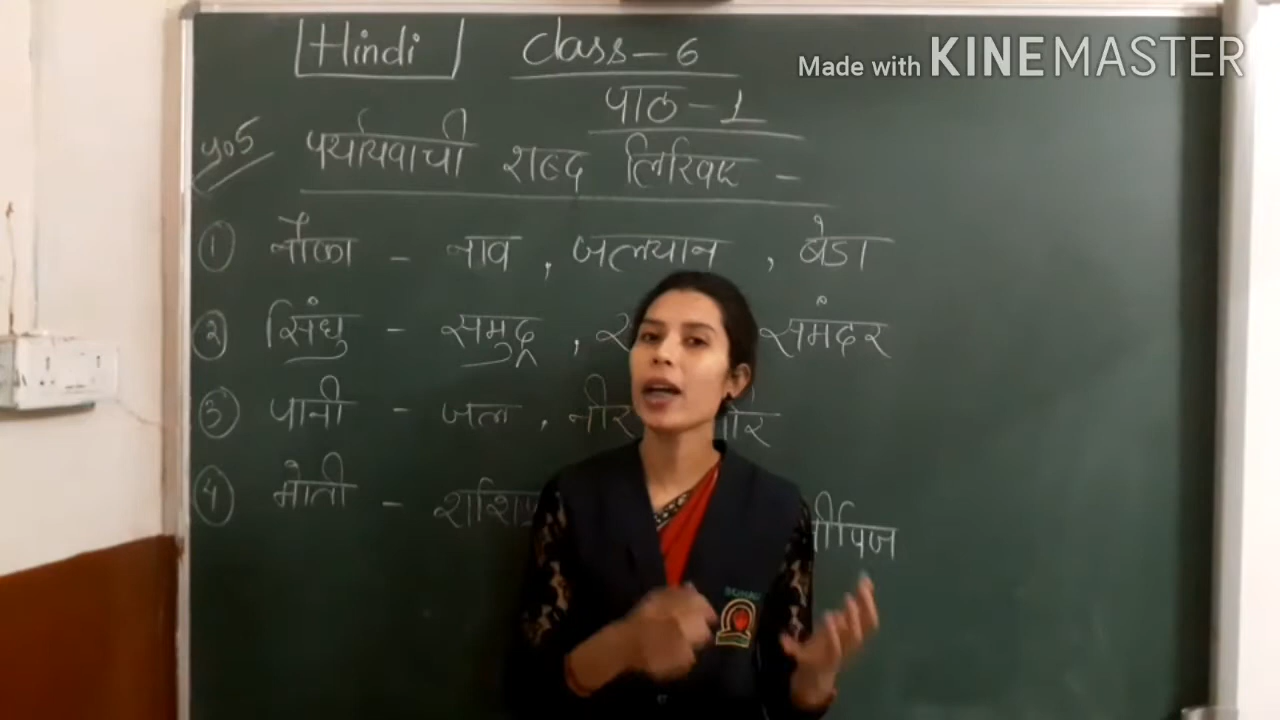 Hindi Class-6
Made with KINEMASTER
पाठ-1
प्र05 पर्यायवाची शब्द लिखिए -
① नौका - नाव, जलयान, बेडा
② सिंधु - समुद्र, समंदर
③ पानी - जल, नीर
④ मोती -